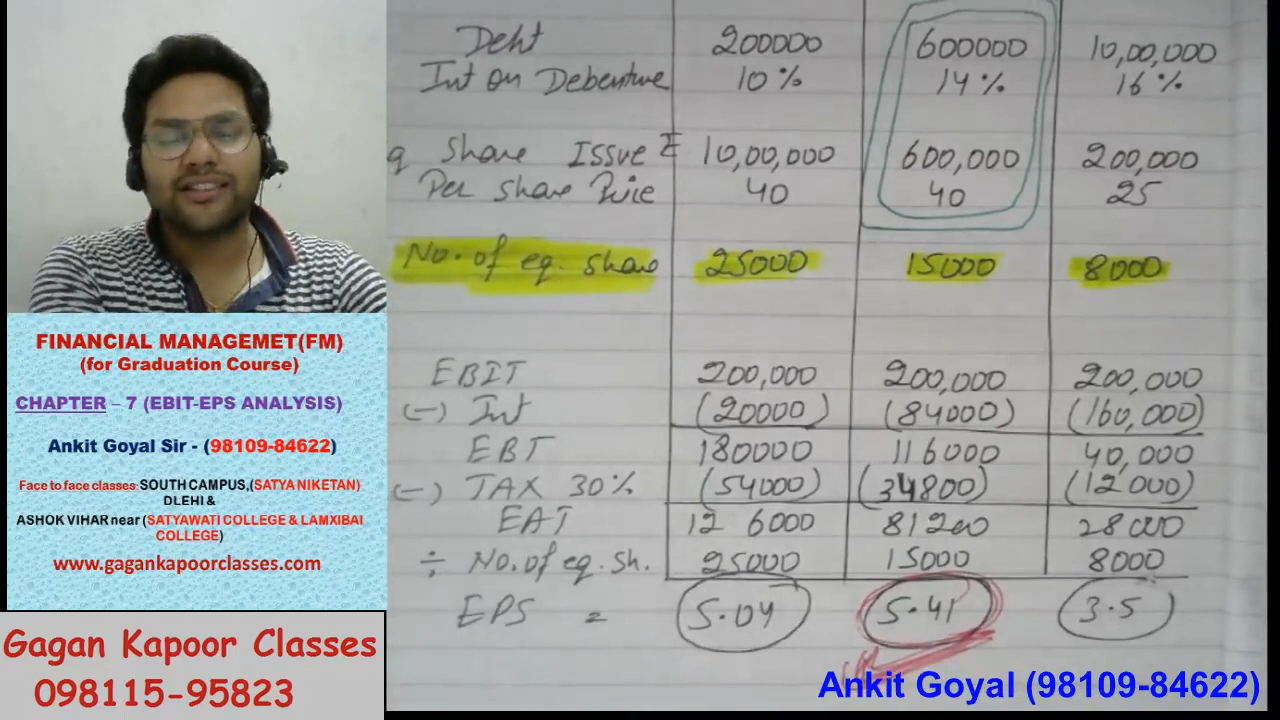 Debt 200000 600000 10,00,000
Int on Debenture 10% 14% 16%
q Share Issue 10,00,000 600,000 200,000
Per Share Price 40 40 25
No. of eq. share 25000 15000 8000
EBIT 200,000 200,000 200,000
(-) Int (20000) (84000) (160,000)
EBT 180000 116000 40,000
(-) TAX 30% (54000) (34800) (12000)
EAT 126000 81200 28000
÷ No. of eq. sh. 25000 15000 8000
EPS = 5.04 5.41 3.5
FINANCIAL MANAGEMET(FM)
(for Graduation Course)
CHAPTER – 7 (EBIT-EPS ANALYSIS)
Ankit Goyal Sir - (98109-84622)
Face to face classes: SOUTH CAMPUS,(SATYA NIKETAN)
DLEHI &
ASHOK VIHAR near (SATYAWATI COLLEGE & LAMXIBAI
COLLEGE)
www.gagankapoorclasses.com
Gagan Kapoor Classes
098115-95823
Ankit Goyal (98109-84622)